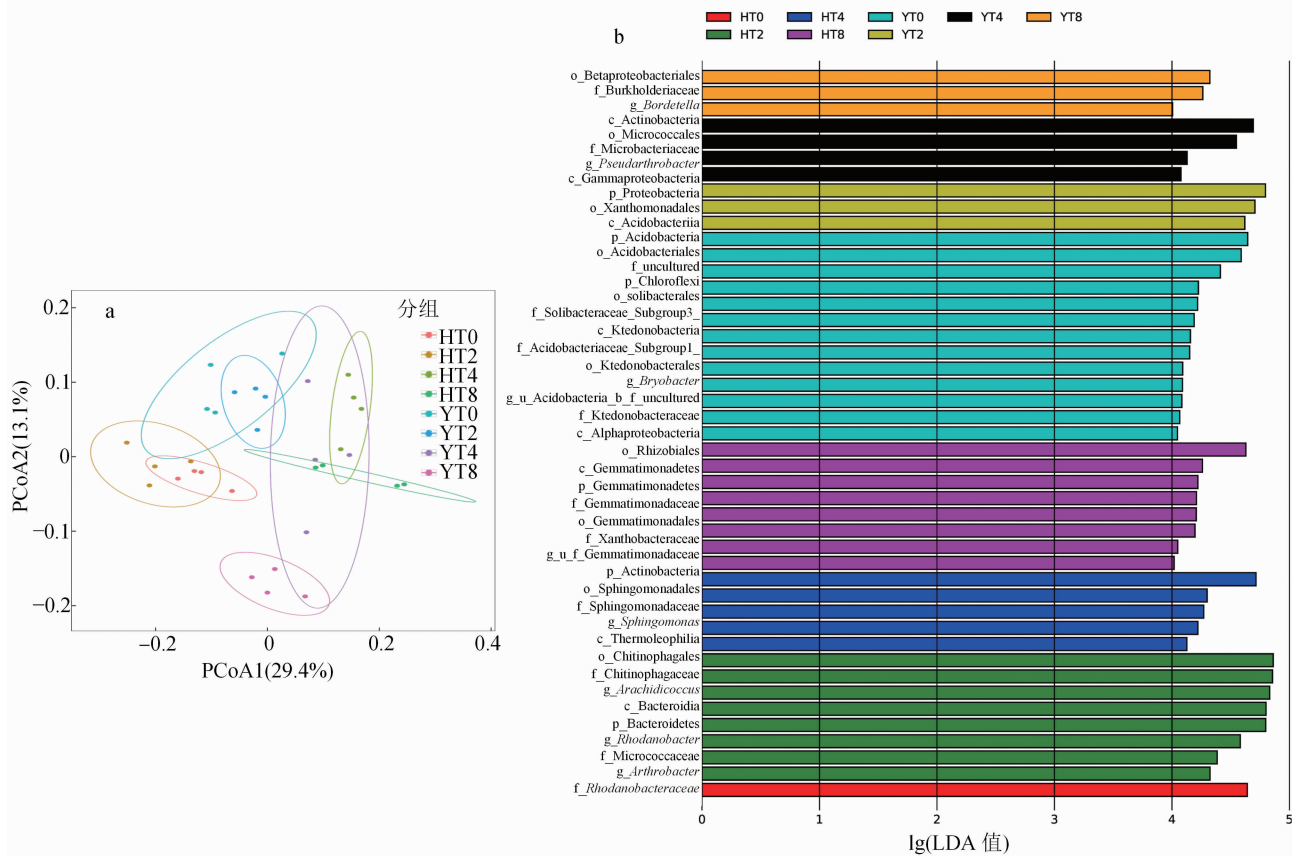 a
分组
HT0
HT2
HT4
HT8
YT0
YT2
YT4
YT8
0.2
0.1
0
−0.1
−0.2
PCoA2(13.1%)
−0.2
0
0.2
0.4
PCoA1(29.4%)
b
HT0 HT4 YT0 YT4 YT8
HT2 HT8 YT2
o_Betaproteobacteriales
f_Burkholderiaceae
g_Bordetella
c_Actinobacteria
o_Micrococcales
f_Microbacteriaceae
g_Pseudarthrobacter
c_Gammaproteobacteria
p_Proteobacteria
o_Xanthomonadales
c_Acidobacteriia
p_Acidobacteria
o_Acidobacteriales
f_uncultured
p_Chloroflexi
o_solibacterales
f_Solibacteraceae_Subgroup3_
c_Ktedonobacteria
f_Acidobacteriaceae_Subgroup1_
o_Ktedonobacterales
g_Bryobacter
g_u_Acidobacteria_b_f_uncultured
f_Ktedonobacteraceae
c_Alphaproteobacteria
o_Rhizobiales
c_Gemmatimonadetes
p_Gemmatimonadetes
f_Gemmatimonadaceae
o_Gemmatimonadales
f_Xanthobacteraceae
g_u_f_Gemmatimonadaceae
p_Actinobacteria
o_Sphingomonadales
f_Sphingomonadaceae
g_Sphingomonas
c_Thermoleophilia
o_Chitinophagales
f_Chitinophagaceae
g_Arachidicoccus
c_Bacteroidia
p_Bacteroidetes
g_Rhodanobacter
f_Micrococcaceae
g_Arthrobacter
f_Rhodanobacteraceae
0 1 2 3 4 5
lg(LDA 值)